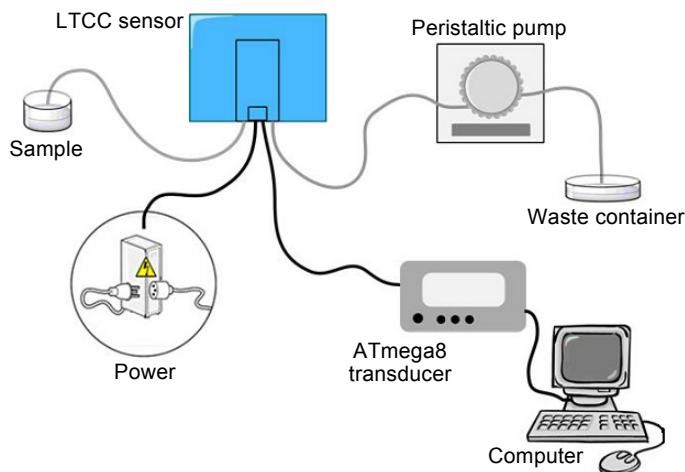 LTCC sensor
Peristaltic pump
Sample
Waste container
Power
ATmega8
transducer
Computer